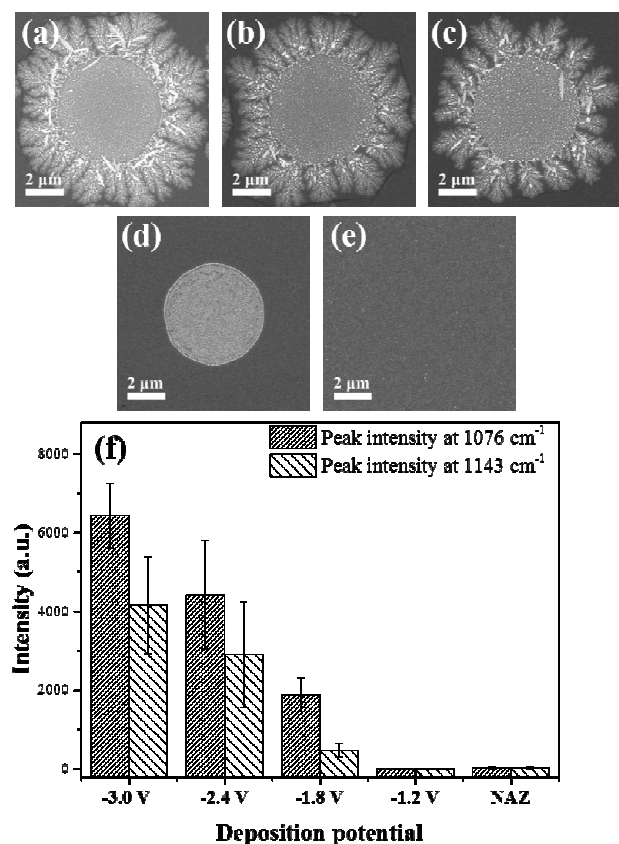 (a) (b) (c)
2 μm 2 μm 2 μm
(d) (e)
2 μm 2 μm
(f)
Peak intensity at 1076 cm⁻¹
Peak intensity at 1143 cm⁻¹
Intensity (a.u.)
8000
6000
4000
2000
0
-3.0 V -2.4 V -1.8 V -1.2 V NAZ
Deposition potential